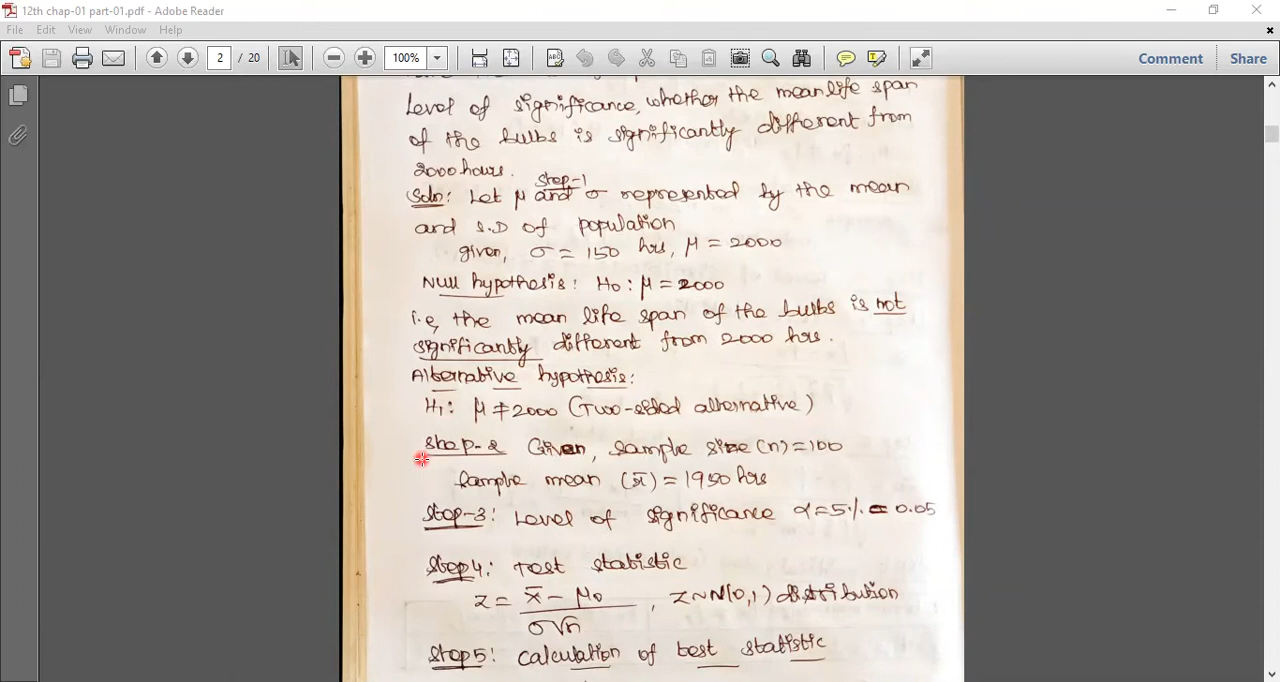 12th chap-01 part-01.pdf - Adobe Reader
File Edit View Window Help
2 / 20 100% Comment Share
Level of significance, whether the mean life span
of the bulbs is significantly different from
2000 hours.
Step-1
Soln: Let μ and σ represented by the mean
and S.D of population
given, σ = 150 hrs, μ = 2000
Null hypothesis: H₀ : μ = 2000
i.e, the mean life span of the bulbs is not
significantly different from 2000 hrs.
Alternative hypothesis:
H₁: μ ≠ 2000 (Two-sided alternative)
Step-2 Given, sample size (n) = 100
Sample mean (x̄) = 1950 hrs
Step-3: Level of significance α = 5% = 0.05
Step4: Test statistic
z = x̄ - μ₀ / σ√n , z ~ N(0,1) distribution
Step5: Calculation of test statistic